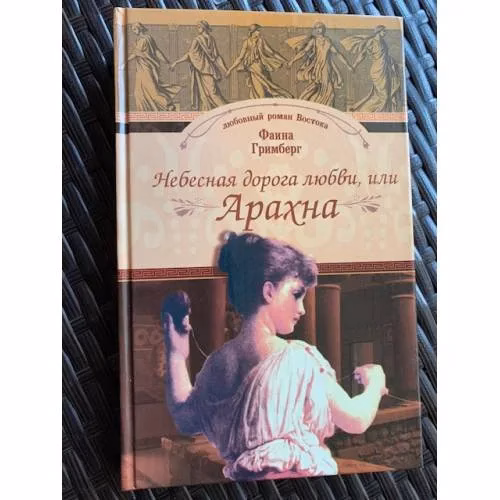 любовный роман Востока
Фаина
Гримберг
Небесная дорога любви, или
Арахна